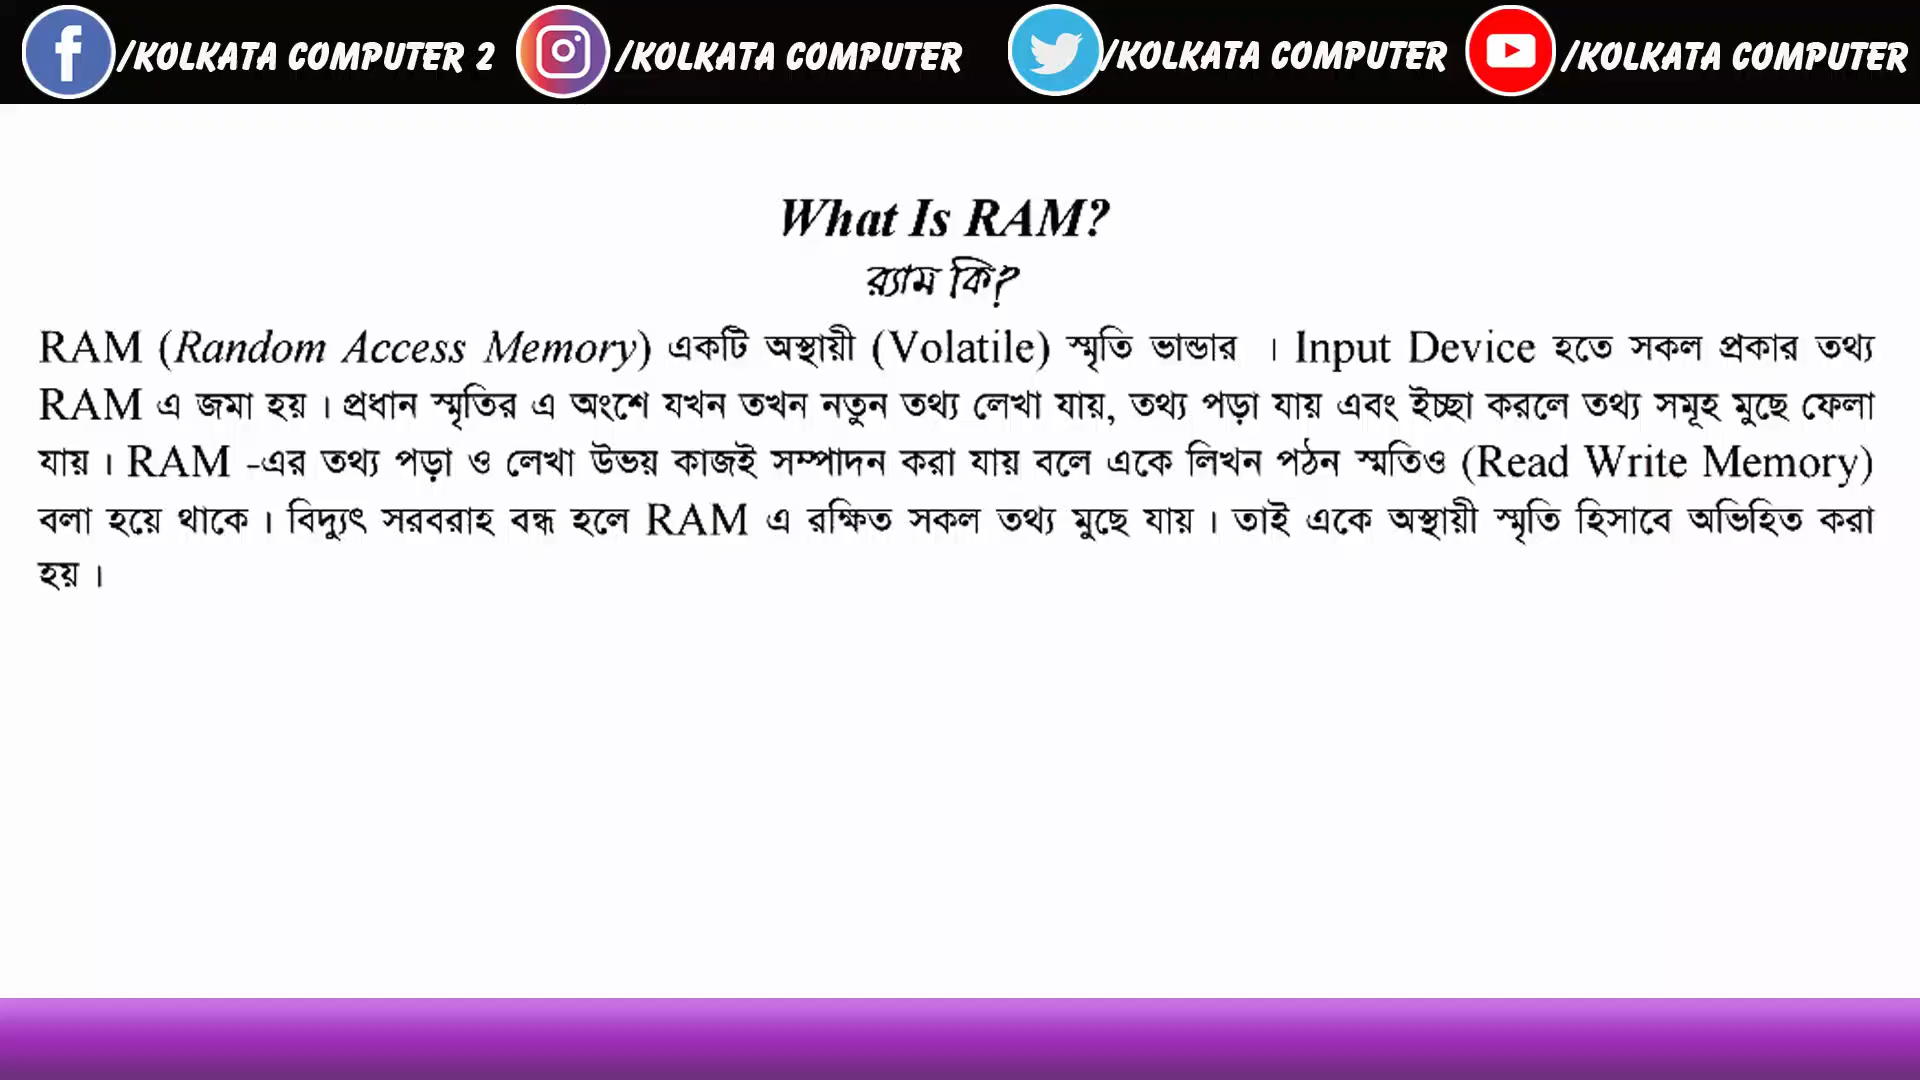 /KOLKATA COMPUTER 2 /KOLKATA COMPUTER /KOLKATA COMPUTER /KOLKATA COMPUTER
What Is RAM?
র‍্যাম কি?
RAM (Random Access Memory) একটি অস্থায়ী (Volatile) স্মৃতি ভান্ডার । Input Device হতে সকল প্রকার তথ্য
RAM এ জমা হয় । প্রধান স্মৃতির এ অংশে যখন তখন নতুন তথ্য লেখা যায়, তথ্য পড়া যায় এবং ইচ্ছা করলে তথ্য সমূহ মুছে ফেলা
যায় । RAM -এর তথ্য পড়া ও লেখা উভয় কাজই সম্পাদন করা যায় বলে একে লিখন পঠন স্মতিও (Read Write Memory)
বলা হয়ে থাকে । বিদ্যুৎ সরবরাহ বন্ধ হলে RAM এ রক্ষিত সকল তথ্য মুছে যায় । তাই একে অস্থায়ী স্মৃতি হিসাবে অভিহিত করা
হয় ।